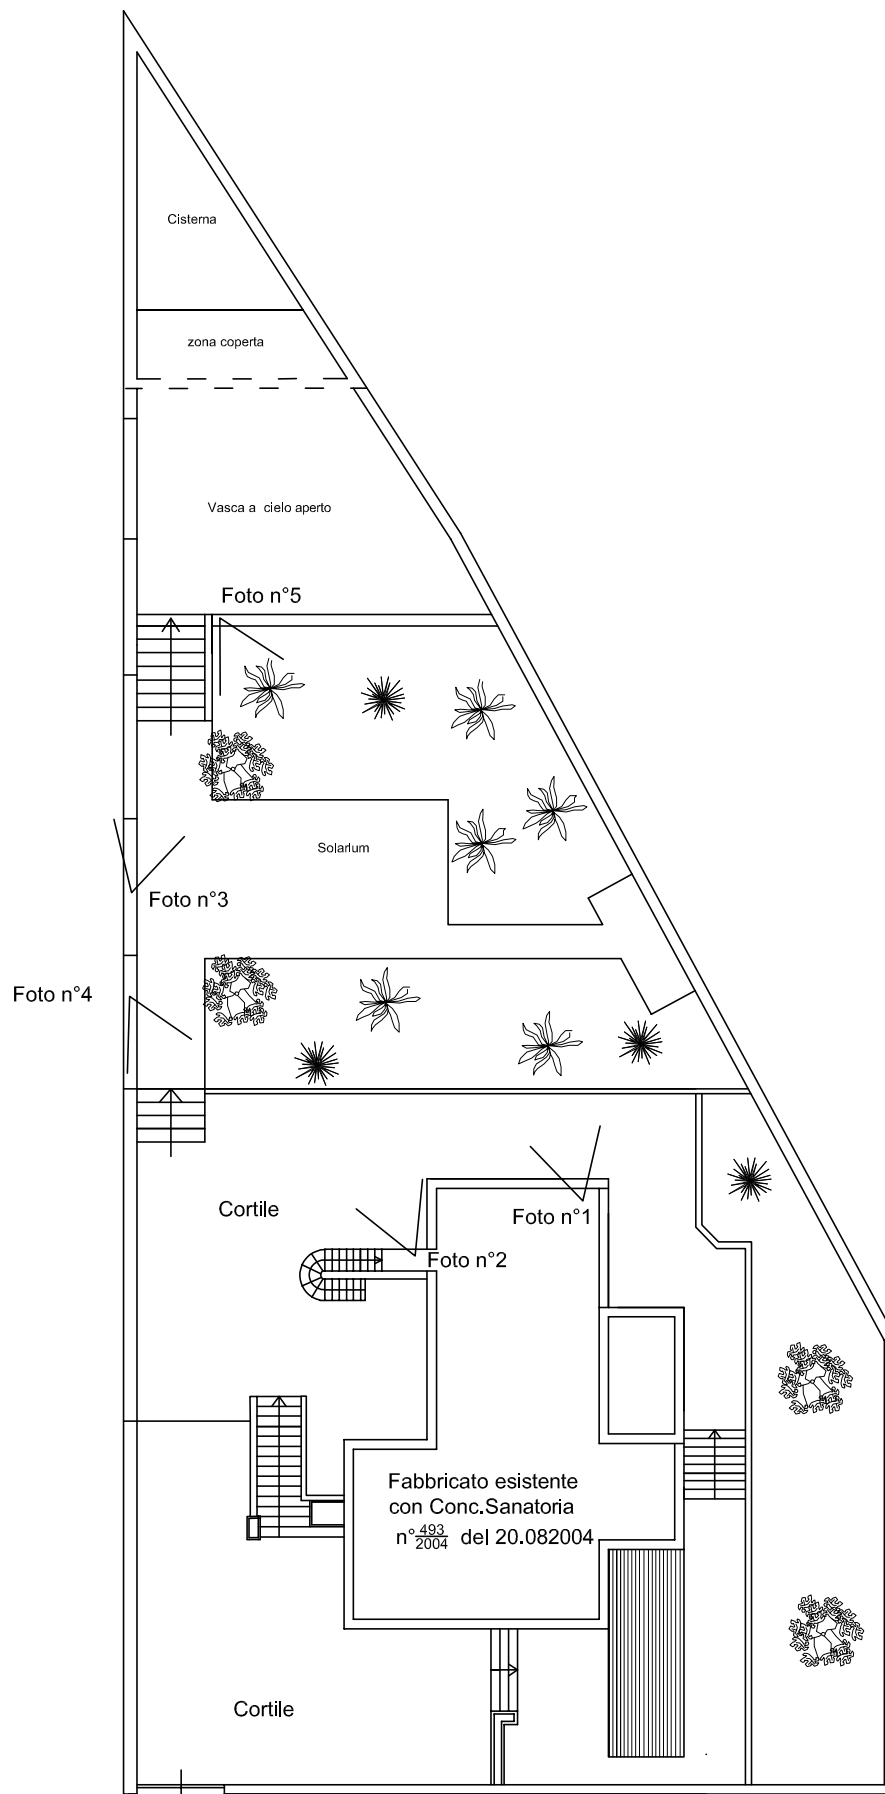 Cisterna
zona coperta
Vasca a cielo aperto
Foto n°5
Solarium
Foto n°3
Foto n°4
Cortile
Foto n°1
Foto n°2
Fabbricato esistente
con Conc.Sanatoria
n° 493/2004 del 20.082004
Cortile